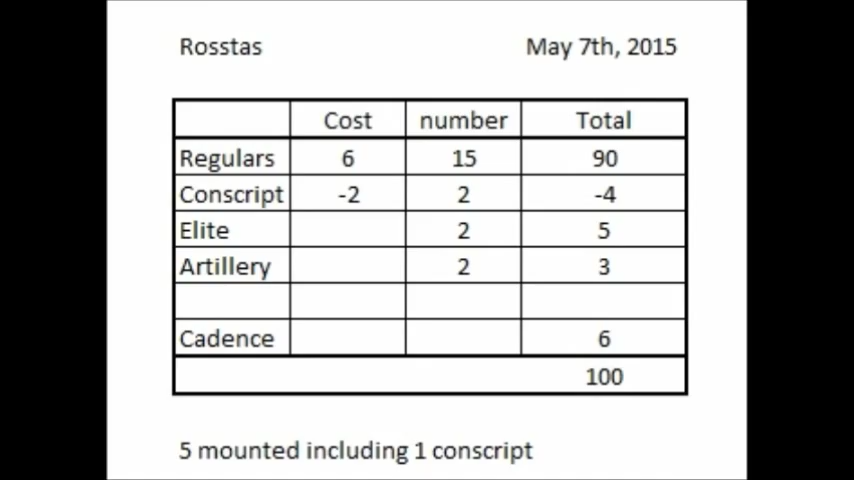 Rosstas May 7th, 2015
Cost number Total
Regulars 6 15 90
Conscript -2 2 -4
Elite 2 5
Artillery 2 3
Cadence 6
100
5 mounted including 1 conscript